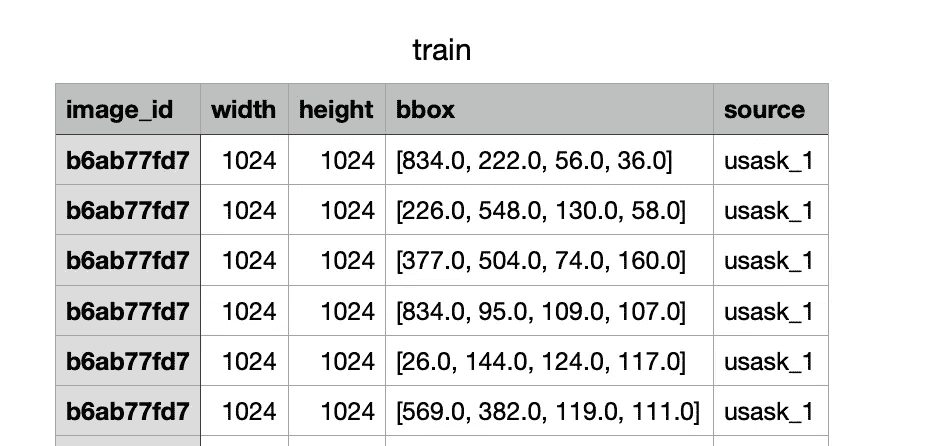 train
image_id width height bbox source
b6ab77fd7 1024 1024 [834.0, 222.0, 56.0, 36.0] usask_1
b6ab77fd7 1024 1024 [226.0, 548.0, 130.0, 58.0] usask_1
b6ab77fd7 1024 1024 [377.0, 504.0, 74.0, 160.0] usask_1
b6ab77fd7 1024 1024 [834.0, 95.0, 109.0, 107.0] usask_1
b6ab77fd7 1024 1024 [26.0, 144.0, 124.0, 117.0] usask_1
b6ab77fd7 1024 1024 [569.0, 382.0, 119.0, 111.0] usask_1